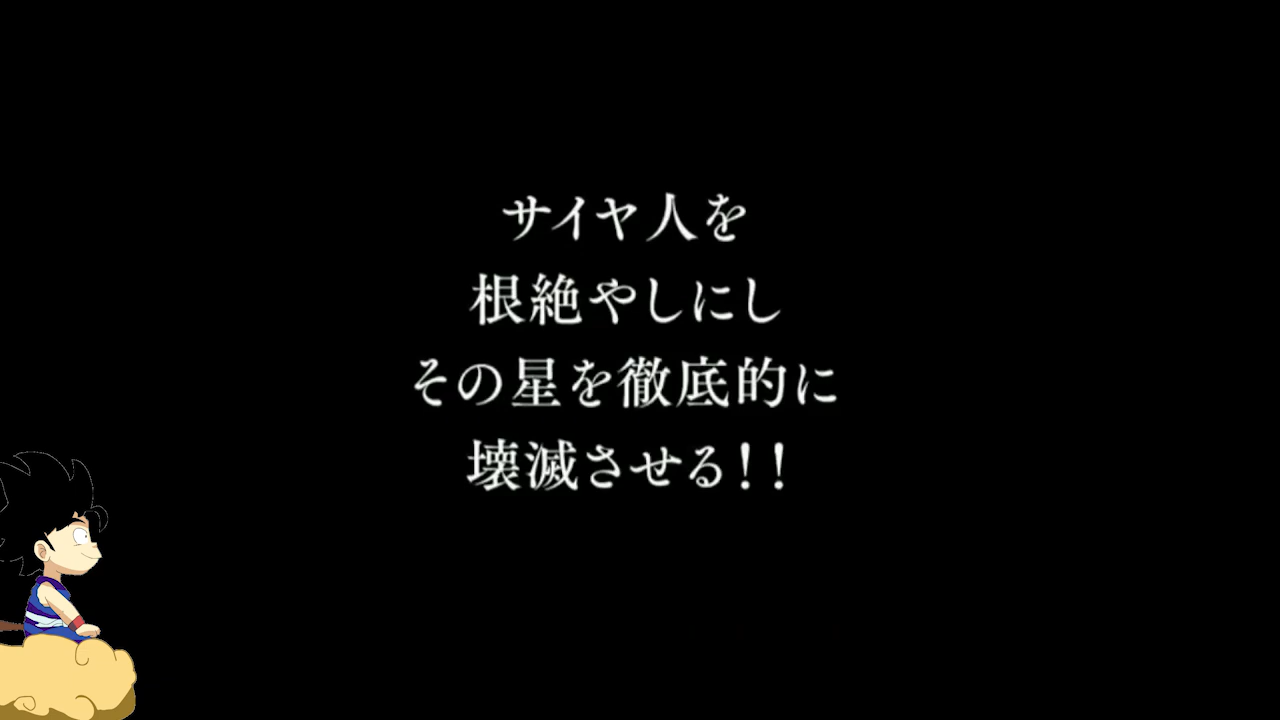 サイヤ人を
根絶やしにし
その星を徹底的に
壊滅させる！！